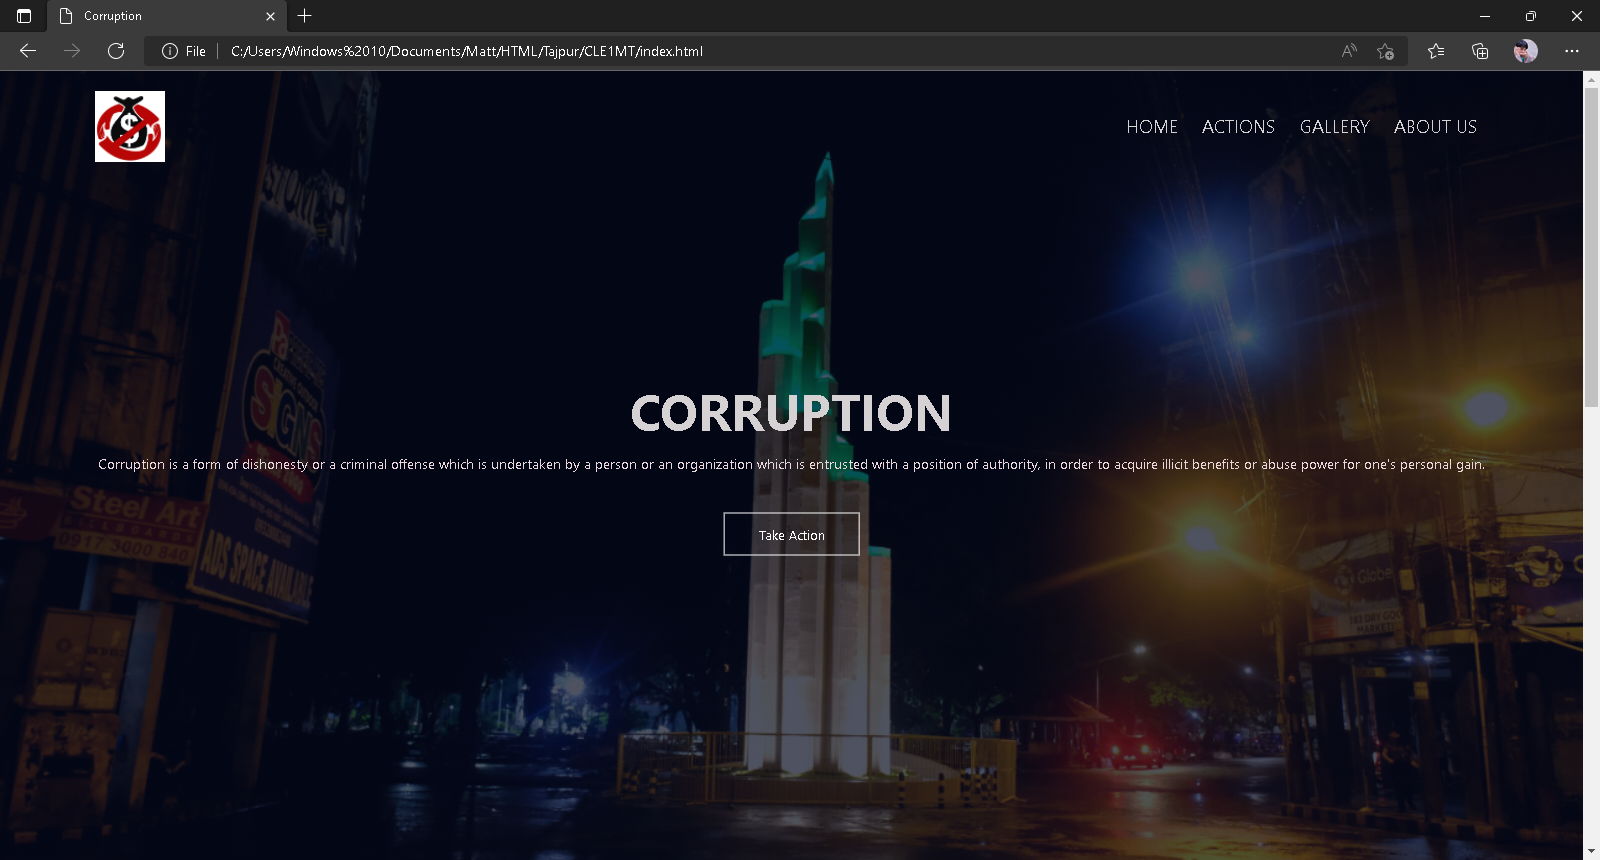 Corruption
File
C:/Users/Windows%2010/Documents/Matt/HTML/Tajpur/CLE1MT/index.html
HOME ACTIONS GALLERY ABOUT US
SIGNS
CORRUPTION
Corruption is a form of dishonesty or a criminal offense which is undertaken by a person or an organization which is entrusted with a position of authority, in order to acquire illicit benefits or abuse power for one's personal gain.
Steel Art
BILLBOARDS
0917 3000 840
ADS SPACE AVAILABLE
Take Action
Globe
MARKET